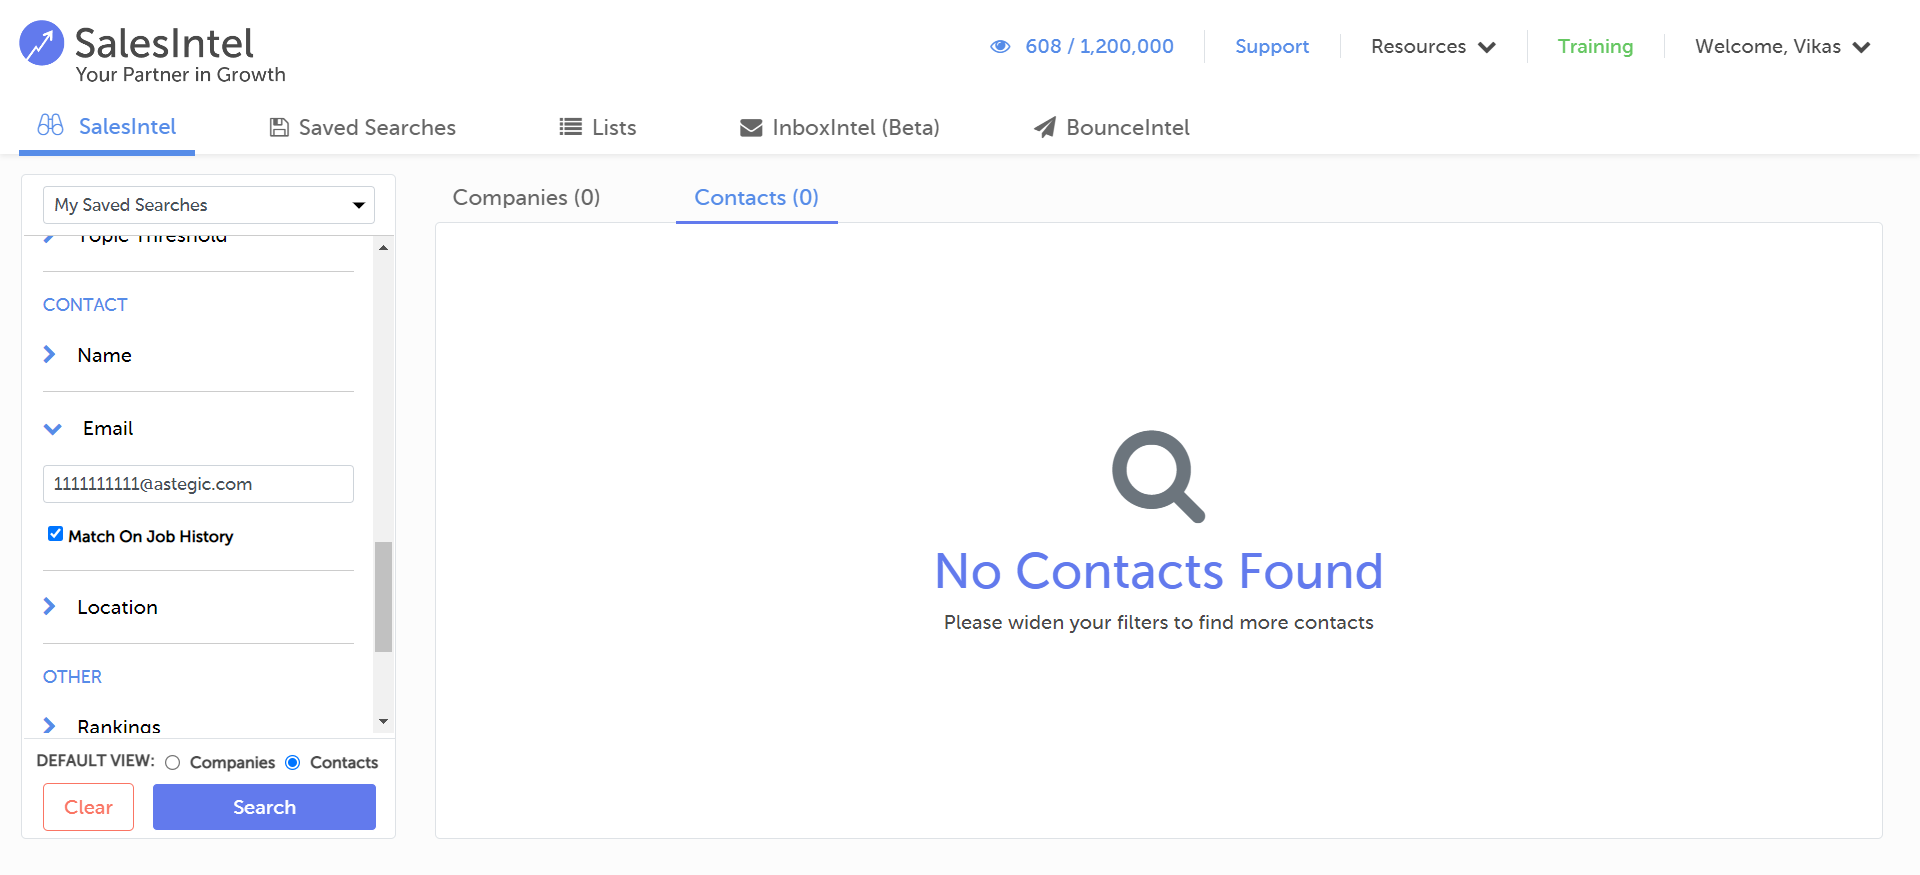 SalesIntel
Your Partner in Growth
608 / 1,200,000
Support
Resources
Training
Welcome, Vikas
SalesIntel
Saved Searches
Lists
InboxIntel (Beta)
BounceIntel
My Saved Searches
Topic Threshold
CONTACT
Name
Email
1111111111@astegic.com
Match On Job History
Location
OTHER
Rankings
DEFAULT VIEW: Companies Contacts
Clear
Search
Companies (0)
Contacts (0)
No Contacts Found
Please widen your filters to find more contacts